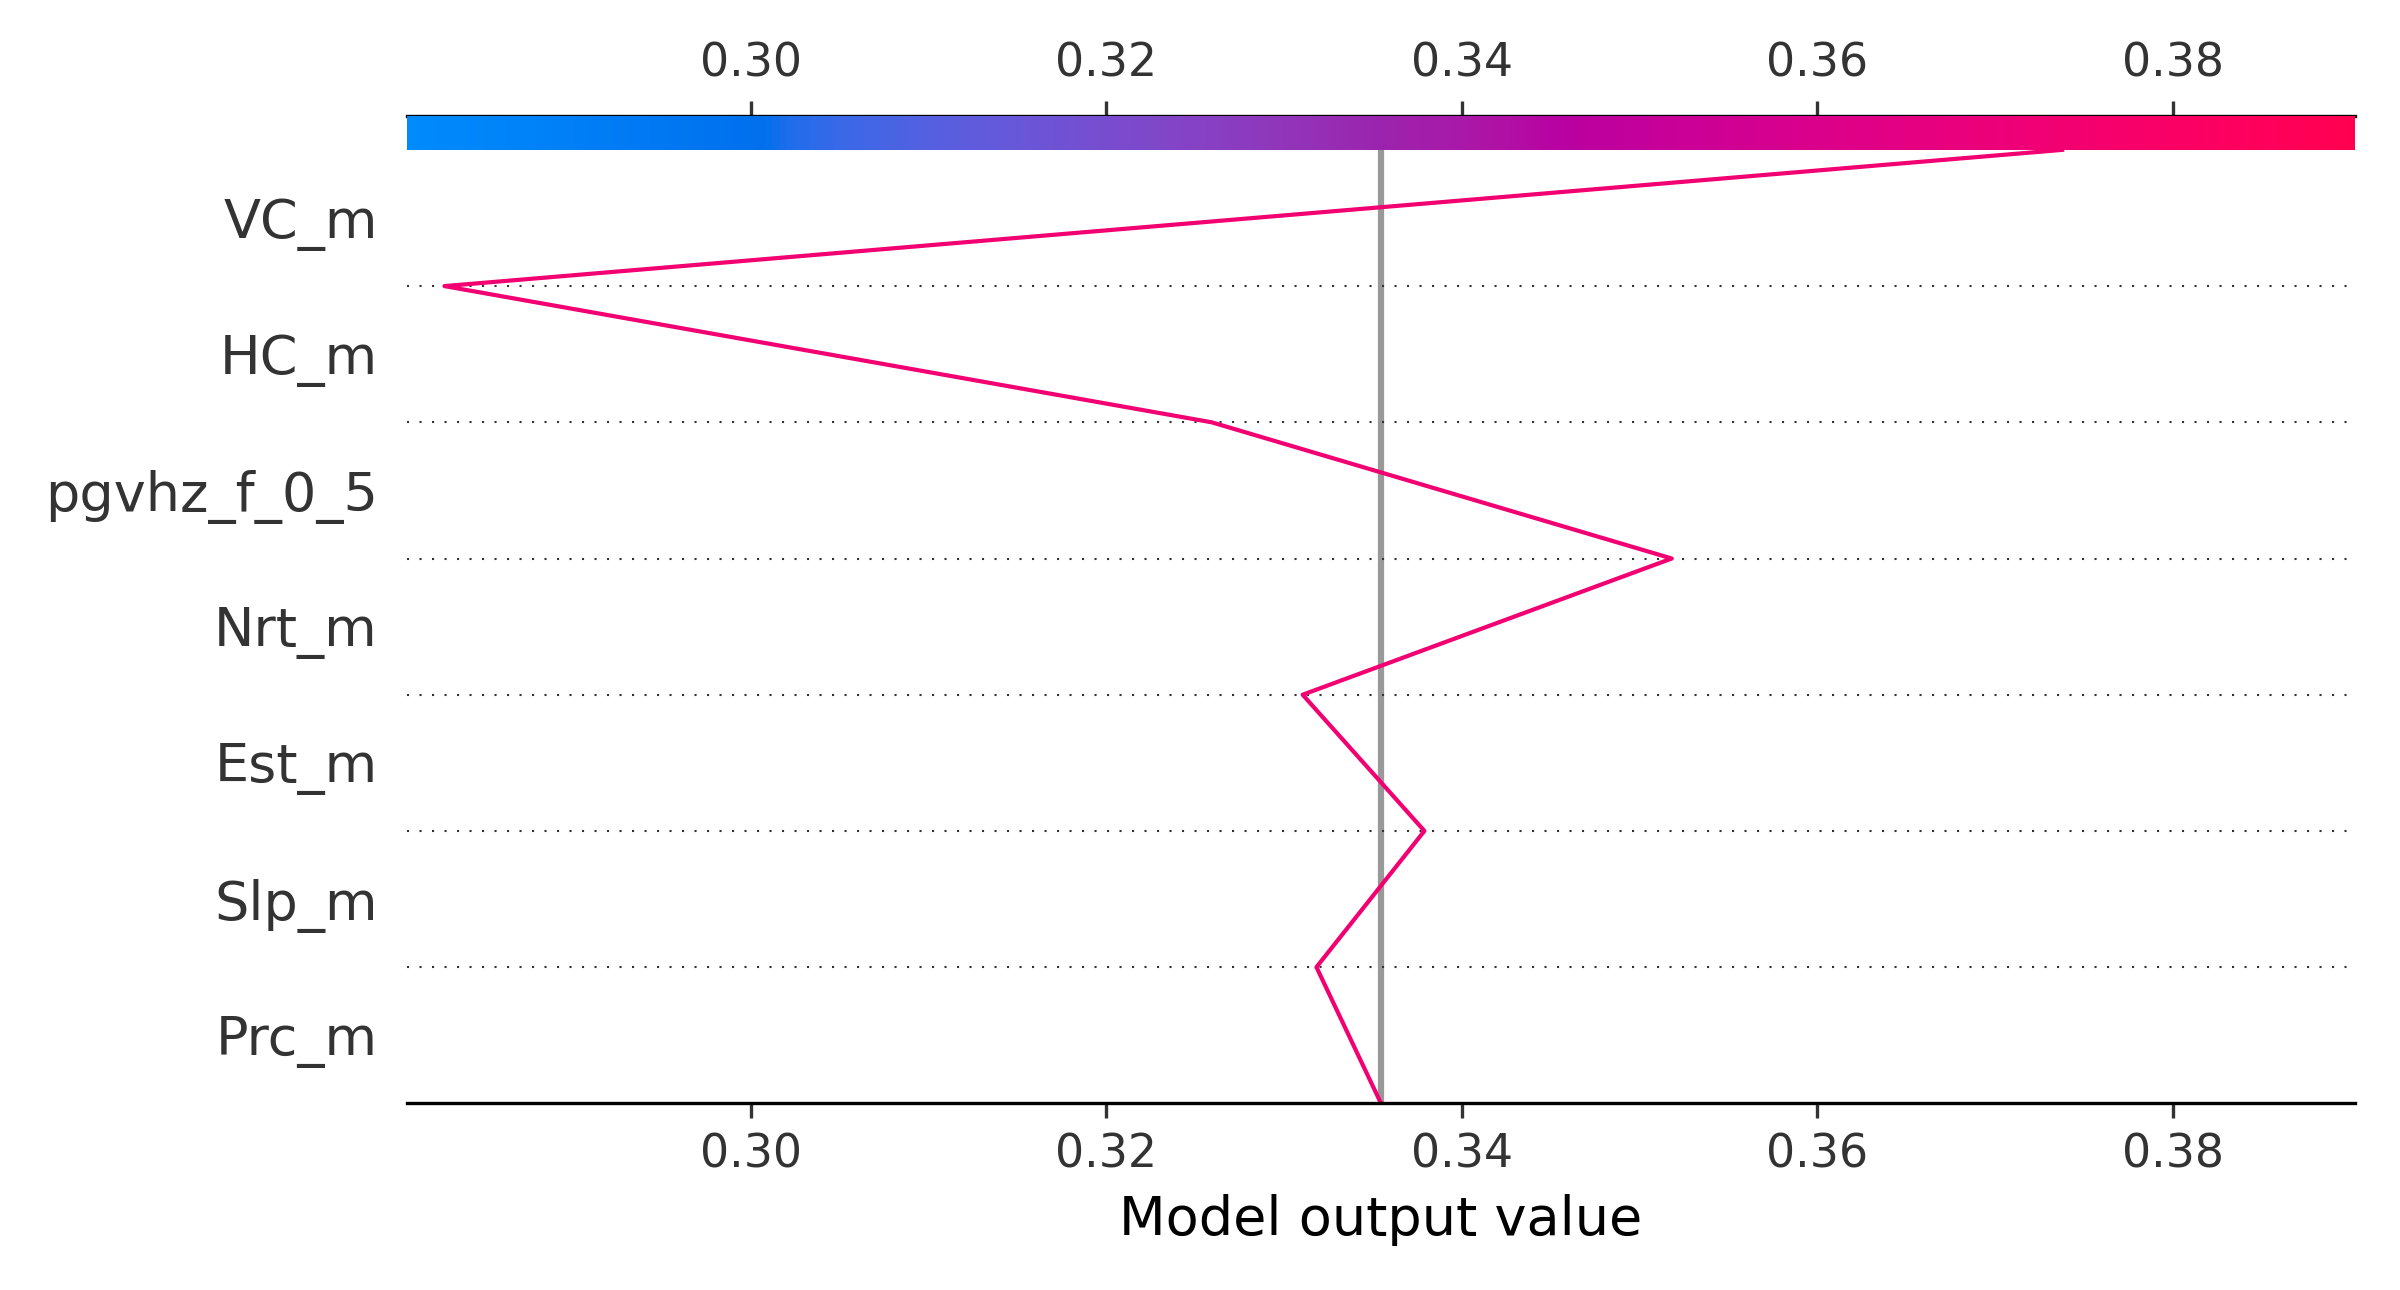 0.30 0.32 0.34 0.36 0.38
VC_m
HC_m
pgvhz_f_0_5
Nrt_m
Est_m
Slp_m
Prc_m
0.30 0.32 0.34 0.36 0.38
Model output value